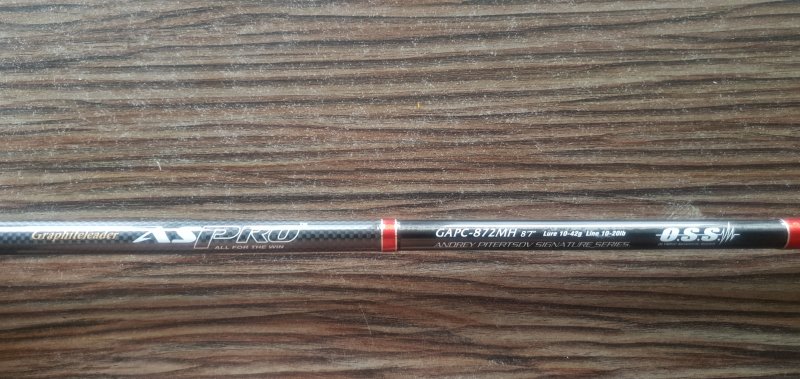 Graphiteleader ASPRO
ALL FOR THE WIN
GAPC-872MH 8'7" Lure 10-42g Line 10-20lb
ANDREY PITERTSOV SIGNATURE SERIES
O.S.S